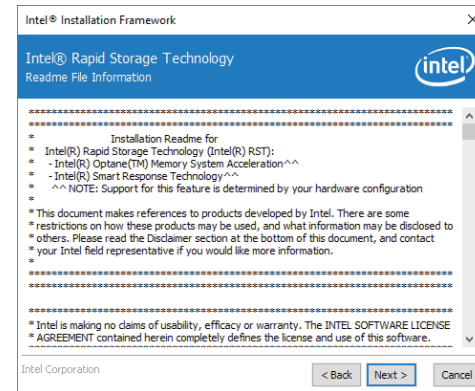 Intel® Installation Framework
Intel® Rapid Storage Technology
Readme File Information
intel
********************************************************************************
********************************************************************************
* Installation Readme for
* Intel(R) Rapid Storage Technology (Intel(R) RST):
* - Intel(R) Optane(TM) Memory System Acceleration^^
* - Intel(R) Smart Response Technology^^
* ^^ NOTE: Support for this feature is determined by your hardware configuration
*
* This document makes references to products developed by Intel. There are some
* restrictions on how these products may be used, and what information may be disclosed to
* others. Please read the Disclaimer section at the bottom of this document, and contact
* your Intel field representative if you would like more information.
*
********************************************************************************
********************************************************************************
********************************************************************************
* Intel is making no claims of usability, efficacy or warranty. The INTEL SOFTWARE LICENSE
* AGREEMENT contained herein completely defines the license and use of this software.
********************************************************************************
Intel Corporation
< Back Next > Cancel